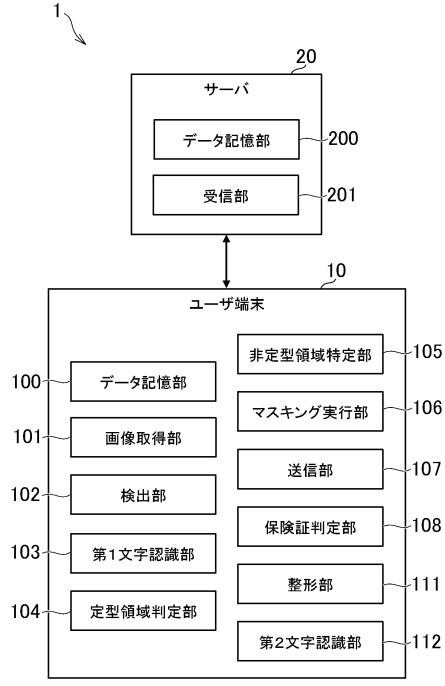 1
20
サーバ
データ記憶部
200
受信部
201
10
ユーザ端末
100
データ記憶部
101
画像取得部
102
検出部
103
第1文字認識部
104
定型領域判定部
非定型領域特定部
105
マスキング実行部
106
送信部
107
保険証判定部
108
整形部
111
第2文字認識部
112